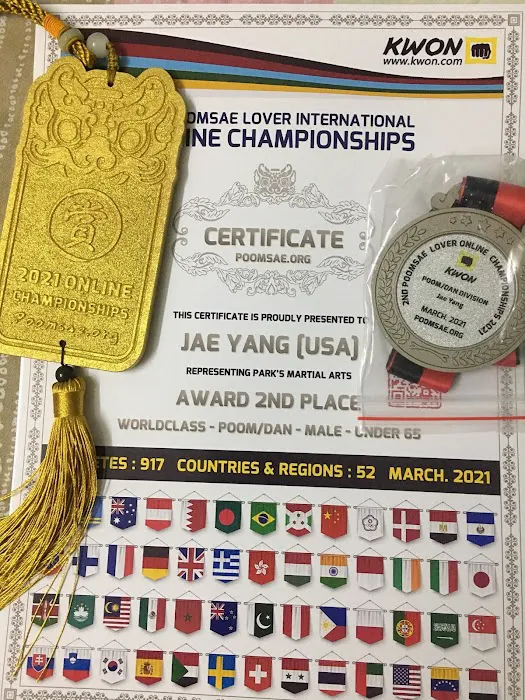 KWON
www.kwon.com
POOMSAE LOVER INTERNATIONAL
INE CHAMPIONSHIPS
CERTIFICATE
POOMSAE.ORG
THIS CERTIFICATE IS PROUDLY PRESENTED TO
JAE YANG (USA)
REPRESENTING PARK'S MARTIAL ARTS
AWARD 2ND PLACE
WORLDCLASS - POOM/DAN - MALE - UNDER 65
ETES : 917 COUNTRIES & REGIONS : 52 MARCH. 2021
賞
2021 ONLINE
CHAMPIONSHIPS
2ND POOMSAE LOVER ONLINE CHAMPIONSHIPS 2021
KWON
POOM/DAN DIVISION
Jae Yang
MARCH. 2021
POOMSAE.ORG